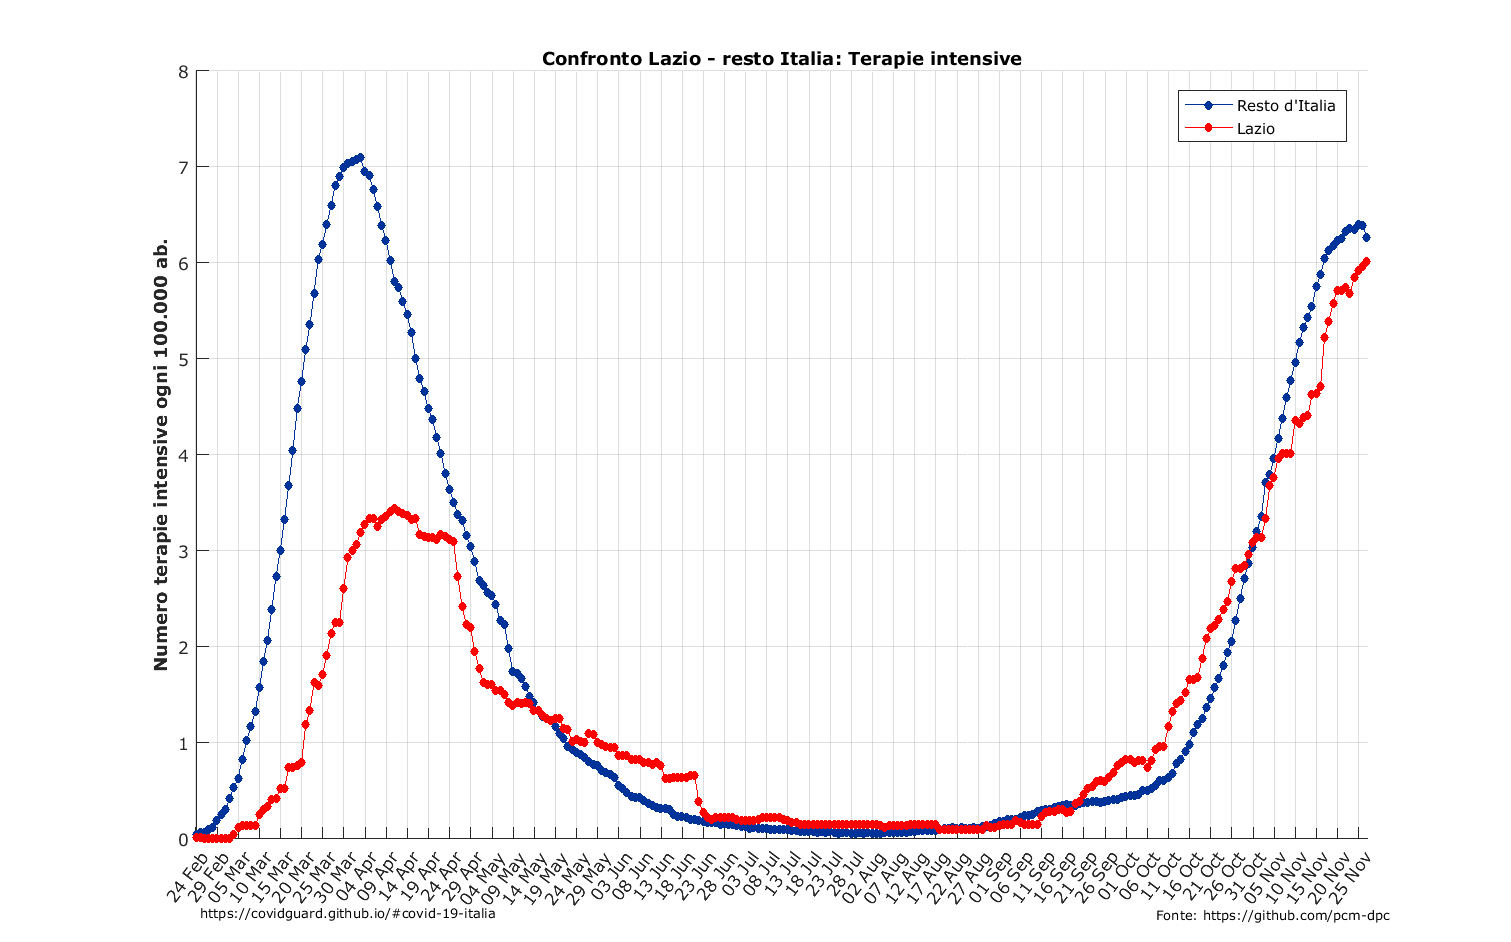 Confronto Lazio - resto Italia: Terapie intensive
Resto d'Italia
Lazio
Numero terapie intensive ogni 100.000 ab.
8
7
6
5
4
3
2
1
0
24 Feb
29 Feb
05 Mar
10 Mar
15 Mar
20 Mar
25 Mar
30 Mar
04 Apr
09 Apr
14 Apr
19 Apr
24 Apr
29 Apr
04 May
09 May
14 May
19 May
24 May
29 May
03 Jun
08 Jun
13 Jun
18 Jun
23 Jun
28 Jun
03 Jul
08 Jul
13 Jul
18 Jul
23 Jul
28 Jul
02 Aug
07 Aug
12 Aug
17 Aug
22 Aug
27 Aug
01 Sep
06 Sep
11 Sep
16 Sep
21 Sep
26 Sep
01 Oct
06 Oct
11 Oct
16 Oct
21 Oct
26 Oct
31 Oct
05 Nov
10 Nov
15 Nov
20 Nov
25 Nov
https://covidguard.github.io/#covid-19-italia
Fonte: https://github.com/pcm-dpc